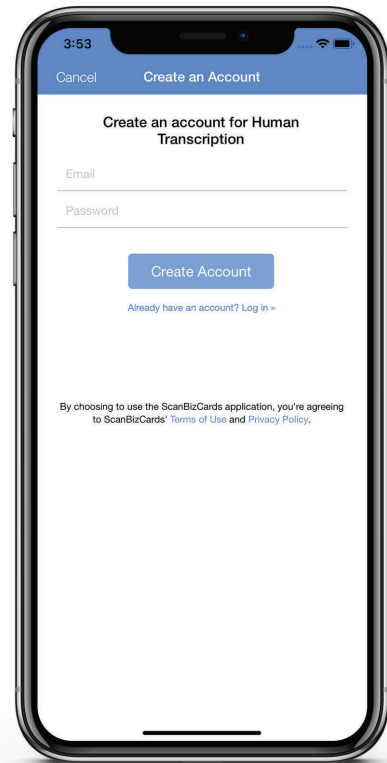 3:53
Cancel Create an Account
Create an account for Human
Transcription
Email
Password
Create Account
Already have an account? Log in »
By choosing to use the ScanBizCards application, you're agreeing
to ScanBizCards' Terms of Use and Privacy Policy.